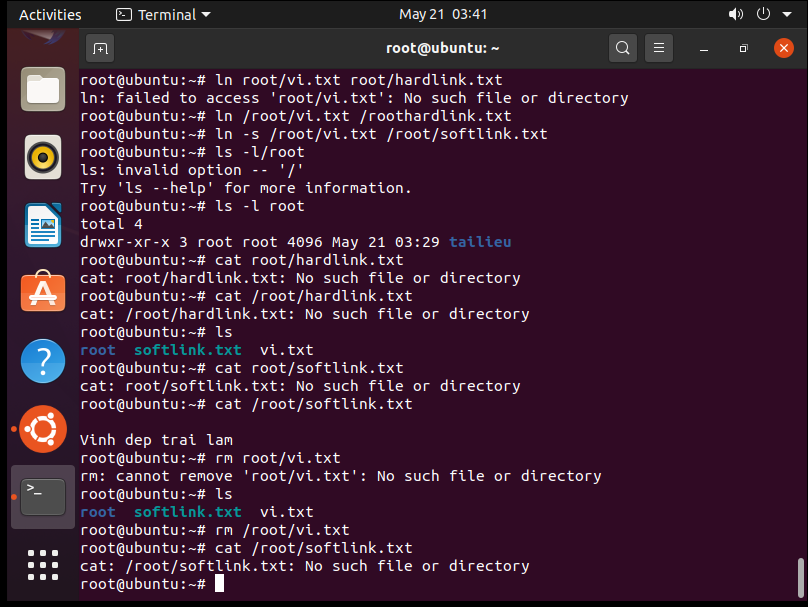 Activities
Terminal
May 21 03:41
root@ubuntu: ~
root@ubuntu:~# ln root/vi.txt root/hardlink.txt
ln: failed to access 'root/vi.txt': No such file or directory
root@ubuntu:~# ln /root/vi.txt /roothardlink.txt
root@ubuntu:~# ln -s /root/vi.txt /root/softlink.txt
root@ubuntu:~# ls -l/root
ls: invalid option -- '/'
Try 'ls --help' for more information.
root@ubuntu:~# ls -l root
total 4
drwxr-xr-x 3 root root 4096 May 21 03:29 tailieu
root@ubuntu:~# cat root/hardlink.txt
cat: root/hardlink.txt: No such file or directory
root@ubuntu:~# cat /root/hardlink.txt
cat: /root/hardlink.txt: No such file or directory
root@ubuntu:~# ls
root  softlink.txt  vi.txt
root@ubuntu:~# cat root/softlink.txt
cat: root/softlink.txt: No such file or directory
root@ubuntu:~# cat /root/softlink.txt
Vinh dep trai lam
root@ubuntu:~# rm root/vi.txt
rm: cannot remove 'root/vi.txt': No such file or directory
root@ubuntu:~# ls
root  softlink.txt  vi.txt
root@ubuntu:~# rm /root/vi.txt
root@ubuntu:~# cat /root/softlink.txt
cat: /root/softlink.txt: No such file or directory
root@ubuntu:~#